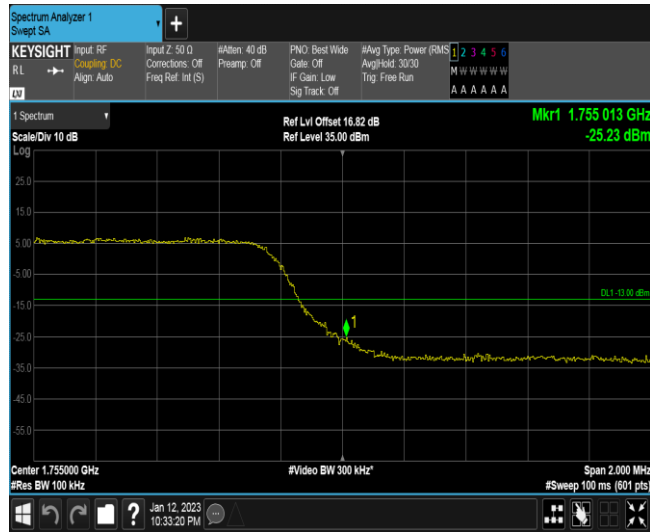 Spectrum Analyzer 1
Swept SA
KEYSIGHT
RL
LXI
Input: RF
Coupling: DC
Align: Auto
Input Z: 50 Ω
Corrections: Off
Freq Ref: Int (S)
#Atten: 40 dB
Preamp: Off
PNO: Best Wide
Gate: Off
IF Gain: Low
Sig Track: Off
#Avg Type: Power (RMS
Avg|Hold: 30/30
Trig: Free Run
1 2 3 4 5 6
M W W W W W
A A A A A A
1 Spectrum
Scale/Div 10 dB
Log
Ref Lvl Offset 16.82 dB
Ref Level 35.00 dBm
Mkr1 1.755 013 GHz
-25.23 dBm
25.0
15.0
5.00
-5.00
-15.0
-25.0
-35.0
-45.0
-55.0
DL1 -13.00 dBm
1
Center 1.755000 GHz
#Res BW 100 kHz
#Video BW 300 kHz*
Span 2.000 MHz
#Sweep 100 ms (601 pts)
Jan 12, 2023
10:33:20 PM